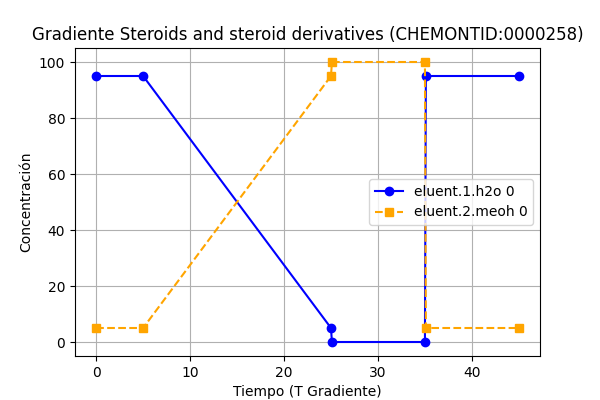 Gradiente Steroids and steroid derivatives (CHEMONTID:0000258)
100
80
60
40
20
0
Concentración
eluent.1.h2o 0
eluent.2.meoh 0
0 10 20 30 40
Tiempo (T Gradiente)